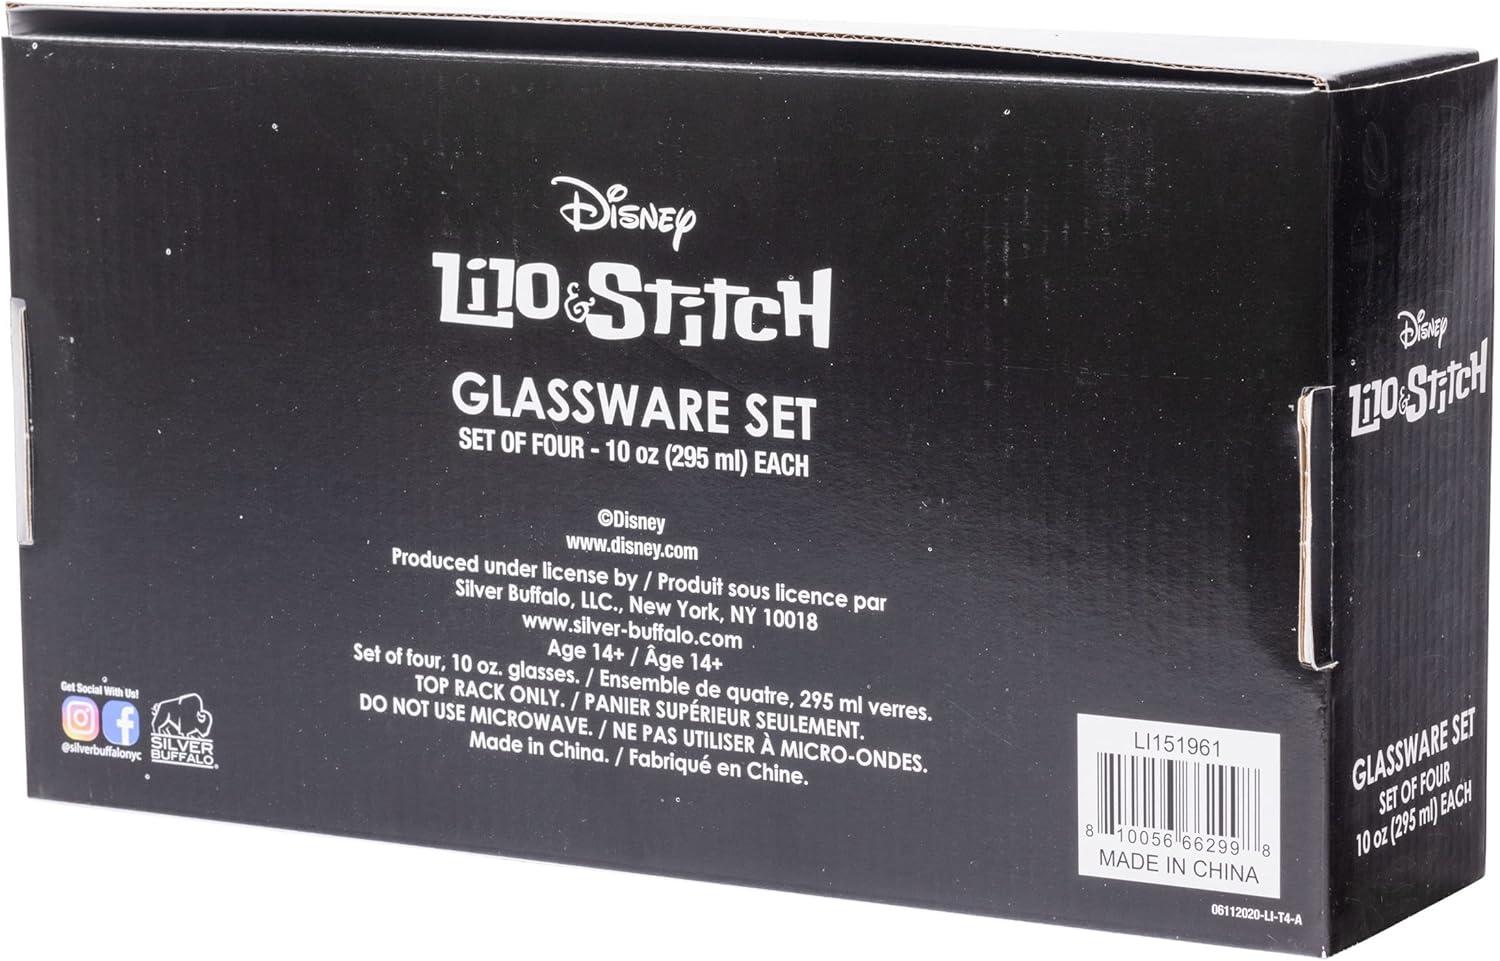 Disney
Lilo & Stitch
GLASSWARE SET
SET OF FOUR - 10 oz (295 ml) EACH
©Disney
www.disney.com
Produced under license by / Produit sous licence par
Silver Buffalo, LLC., New York, NY 10018
www.silver-buffalo.com
Age 14+ / Âge 14+
Set of four, 10 oz. glasses. / Ensemble de quatre, 295 ml verres.
TOP RACK ONLY. / PANIER SUPÉRIEUR SEULEMENT.
DO NOT USE MICROWAVE. / NE PAS UTILISER À MICRO-ONDES.
Made in China. / Fabriqué en Chine.
Get Social With Us!
@silverbuffalonyc
SILVER
BUFFALO
LI151961
8 10056 66299 8
MADE IN CHINA
06112020-LI-T4-A
Disney
Lilo & Stitch
GLASSWARE SET
SET OF FOUR
10 oz (295 ml) EACH